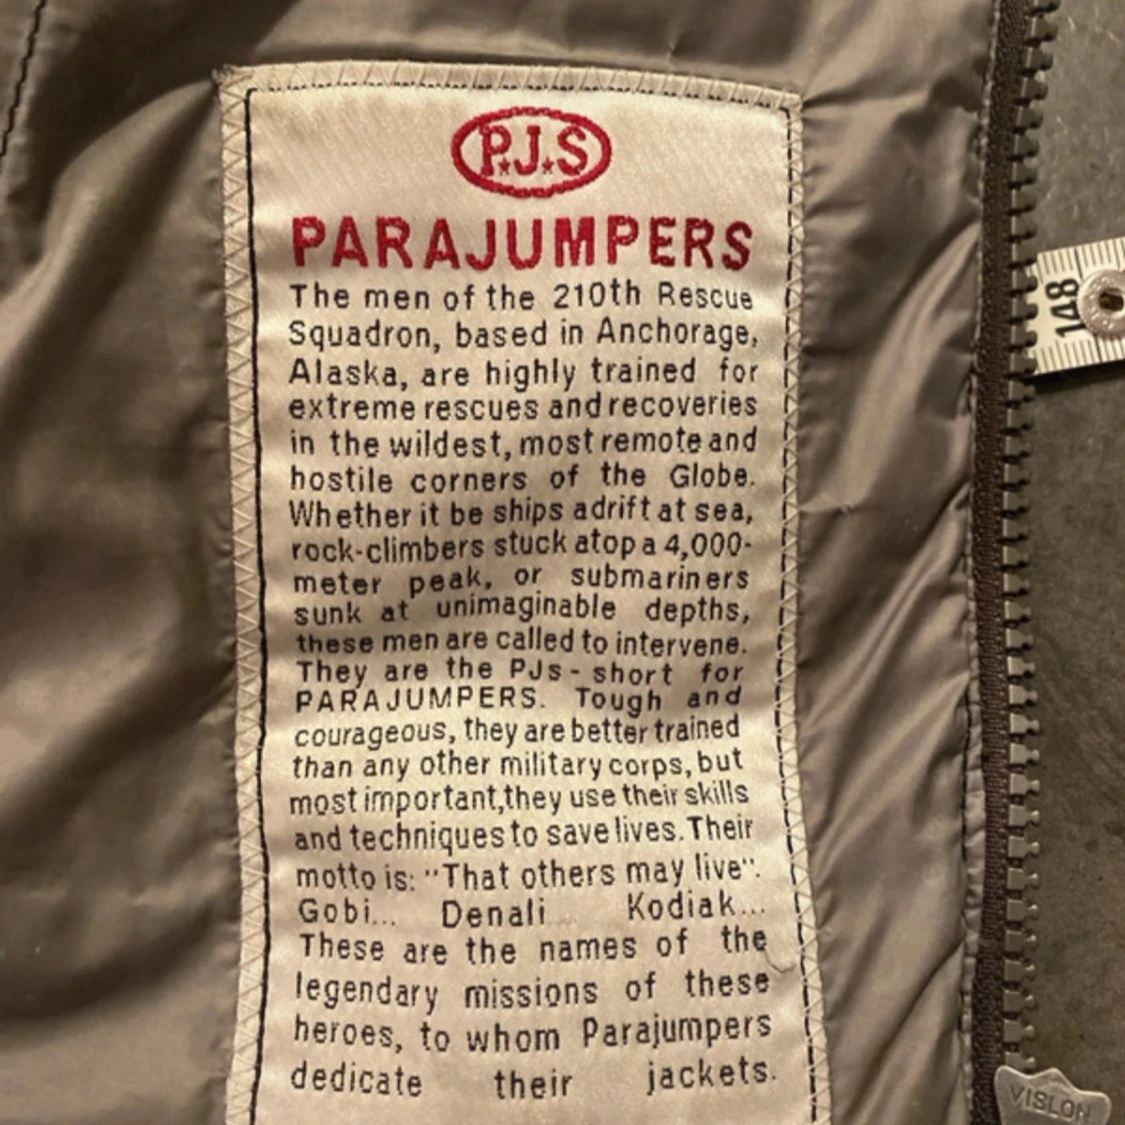 P.J.S
PARAJUMPERS
The men of the 210th Rescue
Squadron, based in Anchorage,
Alaska, are highly trained for
extreme rescues and recoveries
in the wildest, most remote and
hostile corners of the Globe.
Whether it be ships adrift at sea,
rock-climbers stuck atop a 4,000-
meter peak, or submariners
sunk at unimaginable depths,
these men are called to intervene.
They are the PJs - short for
PARAJUMPERS. Tough and
courageous, they are better trained
than any other military corps, but
most important,they use their skills
and techniques to save lives. Their
motto is: "That others may live".
Gobi... Denali... Kodiak...
These are the names of the
legendary missions of these
heroes, to whom Parajumpers
dedicate their jackets.
148
VISLON